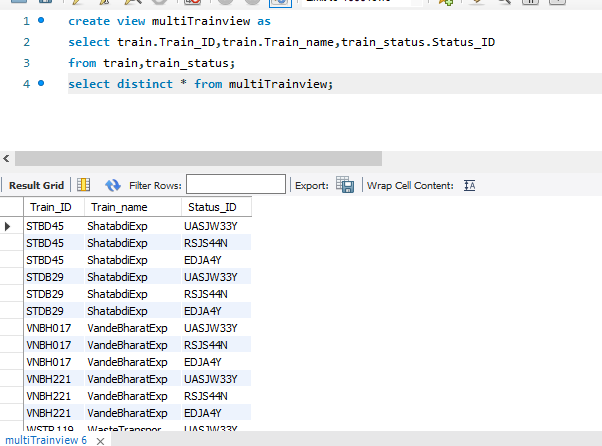 1 create view multiTrainview as
2 select train.Train_ID,train.Train_name,train_status.Status_ID
3 from train,train_status;
4 select distinct * from multiTrainview;
Result Grid Filter Rows: Export: Wrap Cell Content:
Train_ID Train_name Status_ID
STBD45 ShatabdiExp UASJW33Y
STBD45 ShatabdiExp RSJS44N
STBD45 ShatabdiExp EDJA4Y
STDB29 ShatabdiExp UASJW33Y
STDB29 ShatabdiExp RSJS44N
STDB29 ShatabdiExp EDJA4Y
VNBH017 VandeBharatExp UASJW33Y
VNBH017 VandeBharatExp RSJS44N
VNBH017 VandeBharatExp EDJA4Y
VNBH221 VandeBharatExp UASJW33Y
VNBH221 VandeBharatExp RSJS44N
VNBH221 VandeBharatExp EDJA4Y
WasteTranspor UASJW33Y
multiTrainview 6